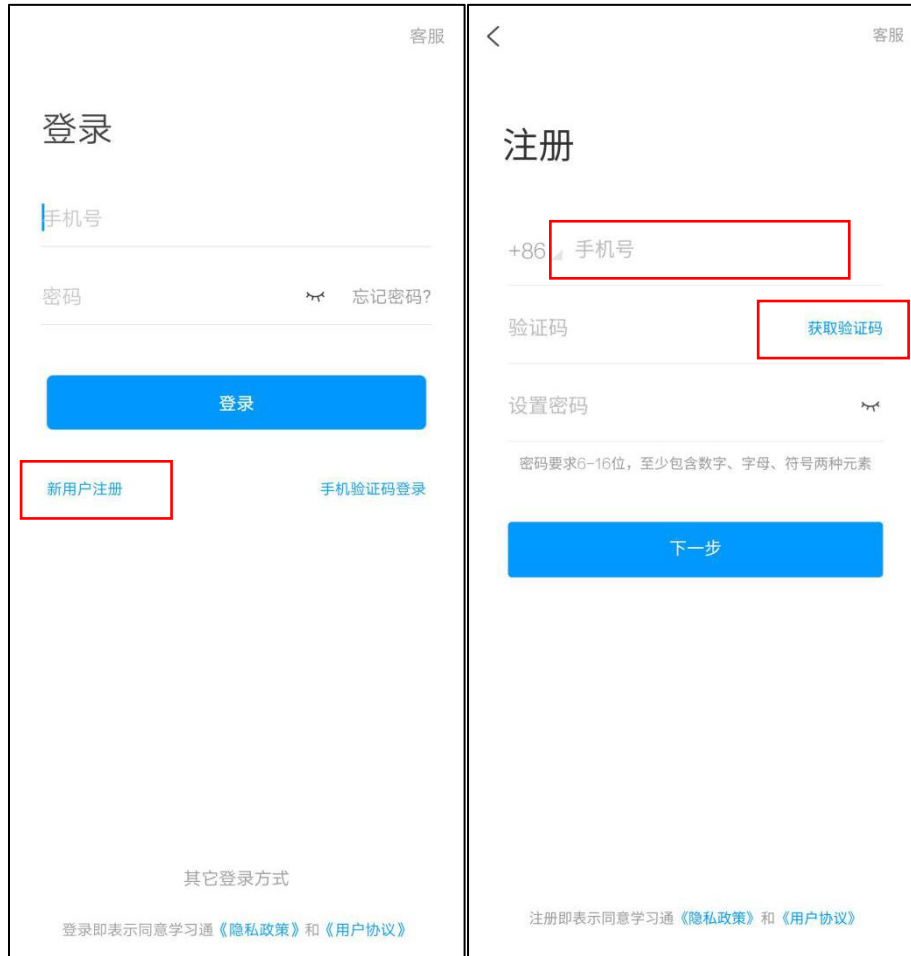 客服
登录
手机号
密码 忘记密码?
登录
新用户注册 手机验证码登录
其它登录方式
登录即表示同意学习通《隐私政策》和《用户协议》
客服
注册
+86 手机号
验证码 获取验证码
设置密码
密码要求6-16位，至少包含数字、字母、符号两种元素
下一步
注册即表示同意学习通《隐私政策》和《用户协议》